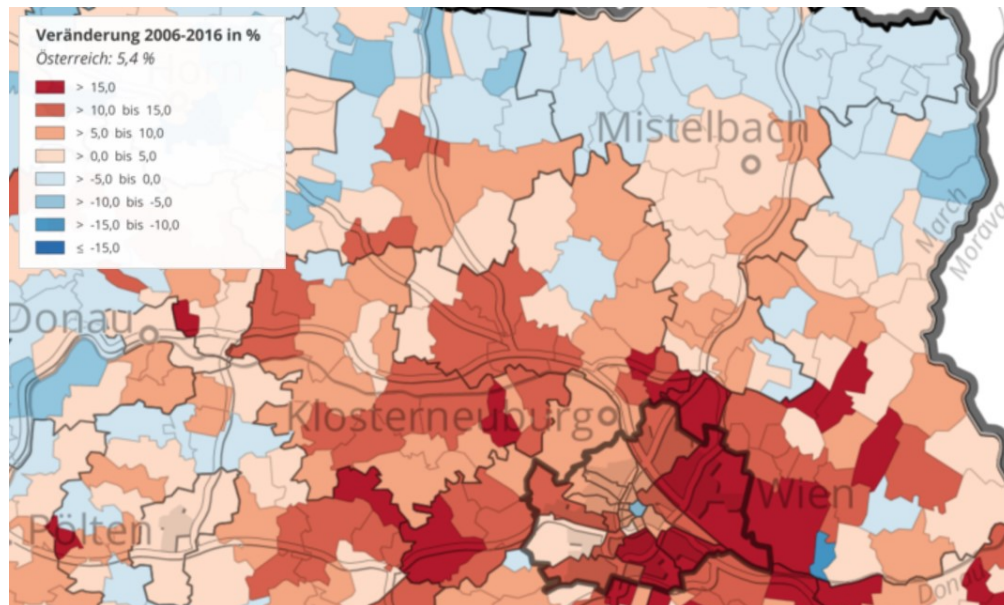 Veränderung 2006-2016 in %
Österreich: 5,4 %
> 15,0
> 10,0 bis 15,0
> 5,0 bis 10,0
> 0,0 bis 5,0
> -5,0 bis 0,0
> -10,0 bis -5,0
> -15,0 bis -10,0
≤ -15,0
Horn
Mistelbach
March
Morava
Donau
Klosterneuburg
Wien
Pölten
Donau